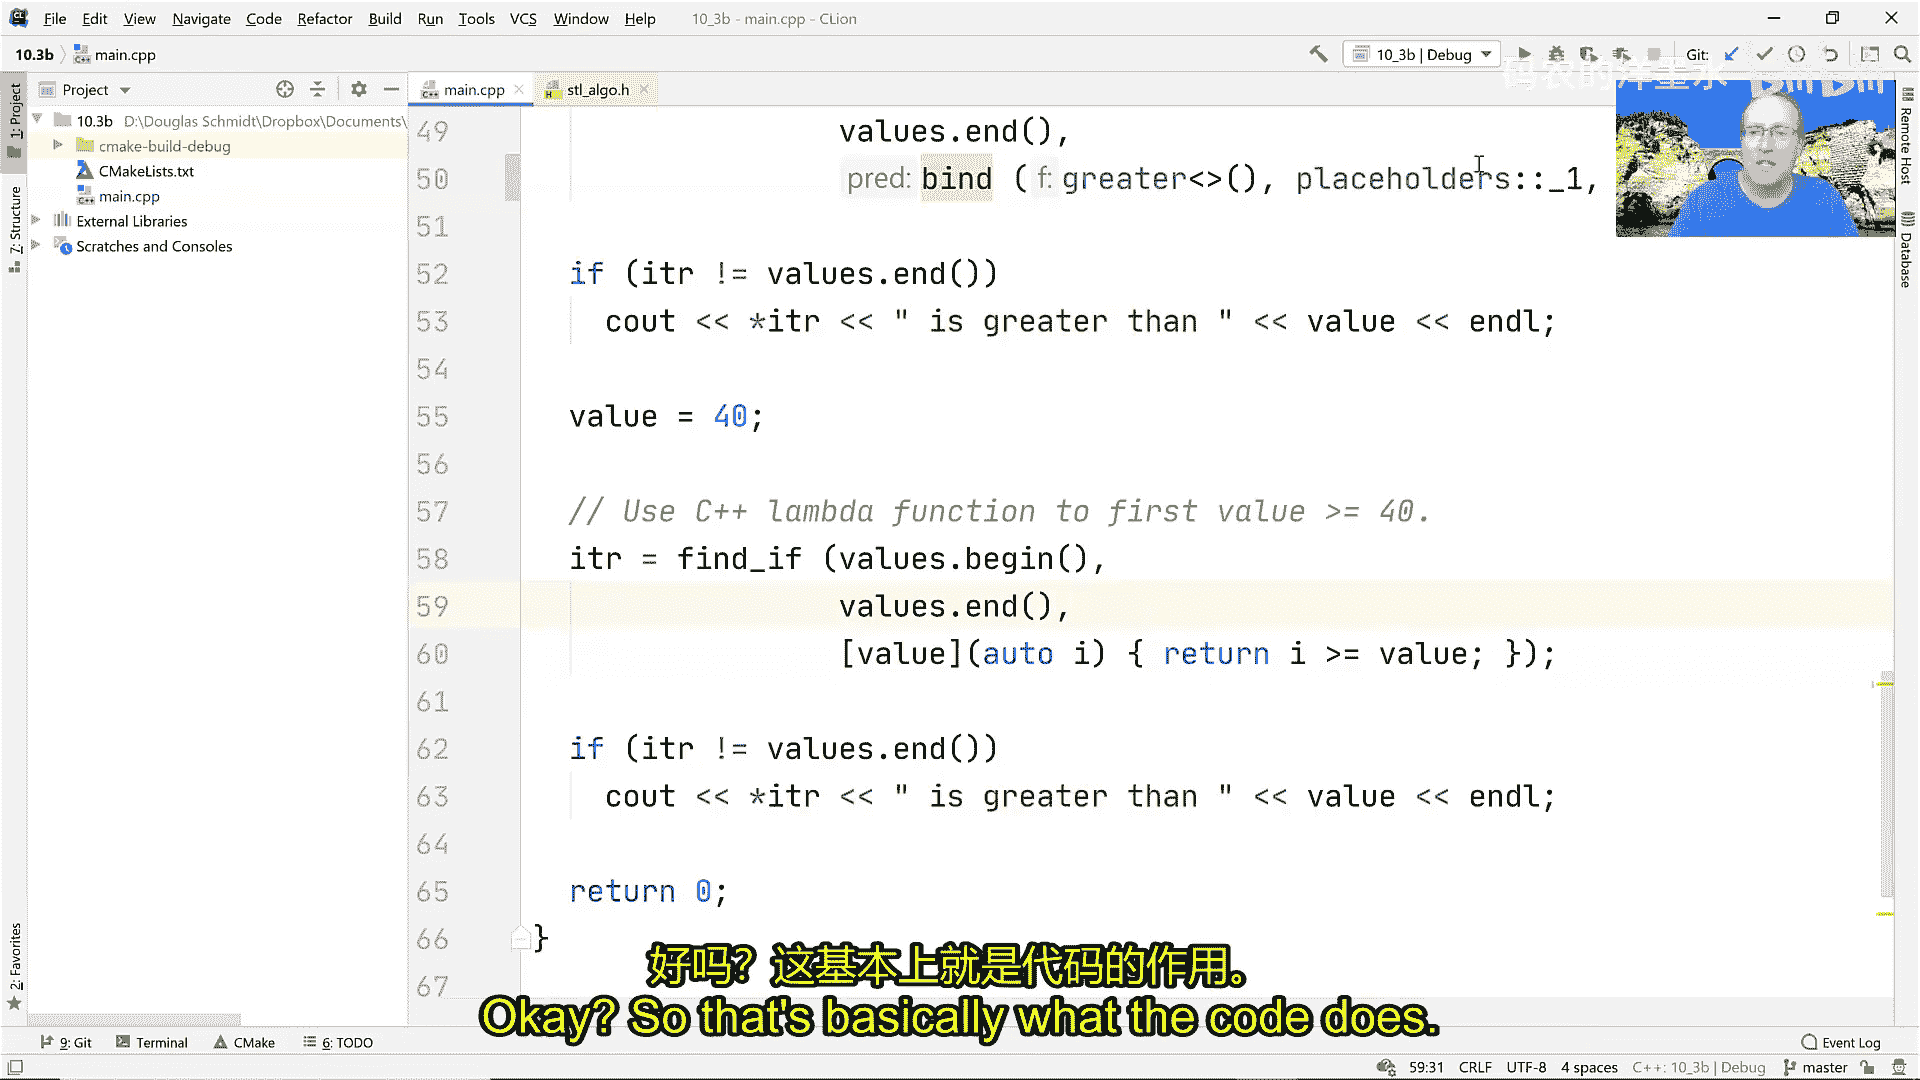 File Edit View Navigate Code Refactor Build Run Tools VCS Window Help 10_3b - main.cpp - CLion
10.3b main.cpp 10_3b | Debug Git:
码农的洋墨水
1: Project
Project
main.cpp
stl_algo.h
10.3b D:\Douglas Schmidt\Dropbox\Documents\
cmake-build-debug
CMakeLists.txt
main.cpp
External Libraries
Scratches and Consoles
7: Structure
2: Favorites
Remote Host
Database
49 values.end(),
50 pred: bind ( f: greater<>(), placeholders::_1,
51
52 if (itr != values.end())
53 cout << *itr << " is greater than " << value << endl;
54
55 value = 40;
56
57 // Use C++ lambda function to first value >= 40.
58 itr = find_if (values.begin(),
59 values.end(),
60 [value](auto i) { return i >= value; });
61
62 if (itr != values.end())
63 cout << *itr << " is greater than " << value << endl;
64
65 return 0;
66 }
67
好吗？这基本上就是代码的作用。
Okay? So that's basically what the code does.
9: Git Terminal CMake 6: TODO Event Log
59:31 CRLF UTF-8 4 spaces C++: 10_3b | Debug master